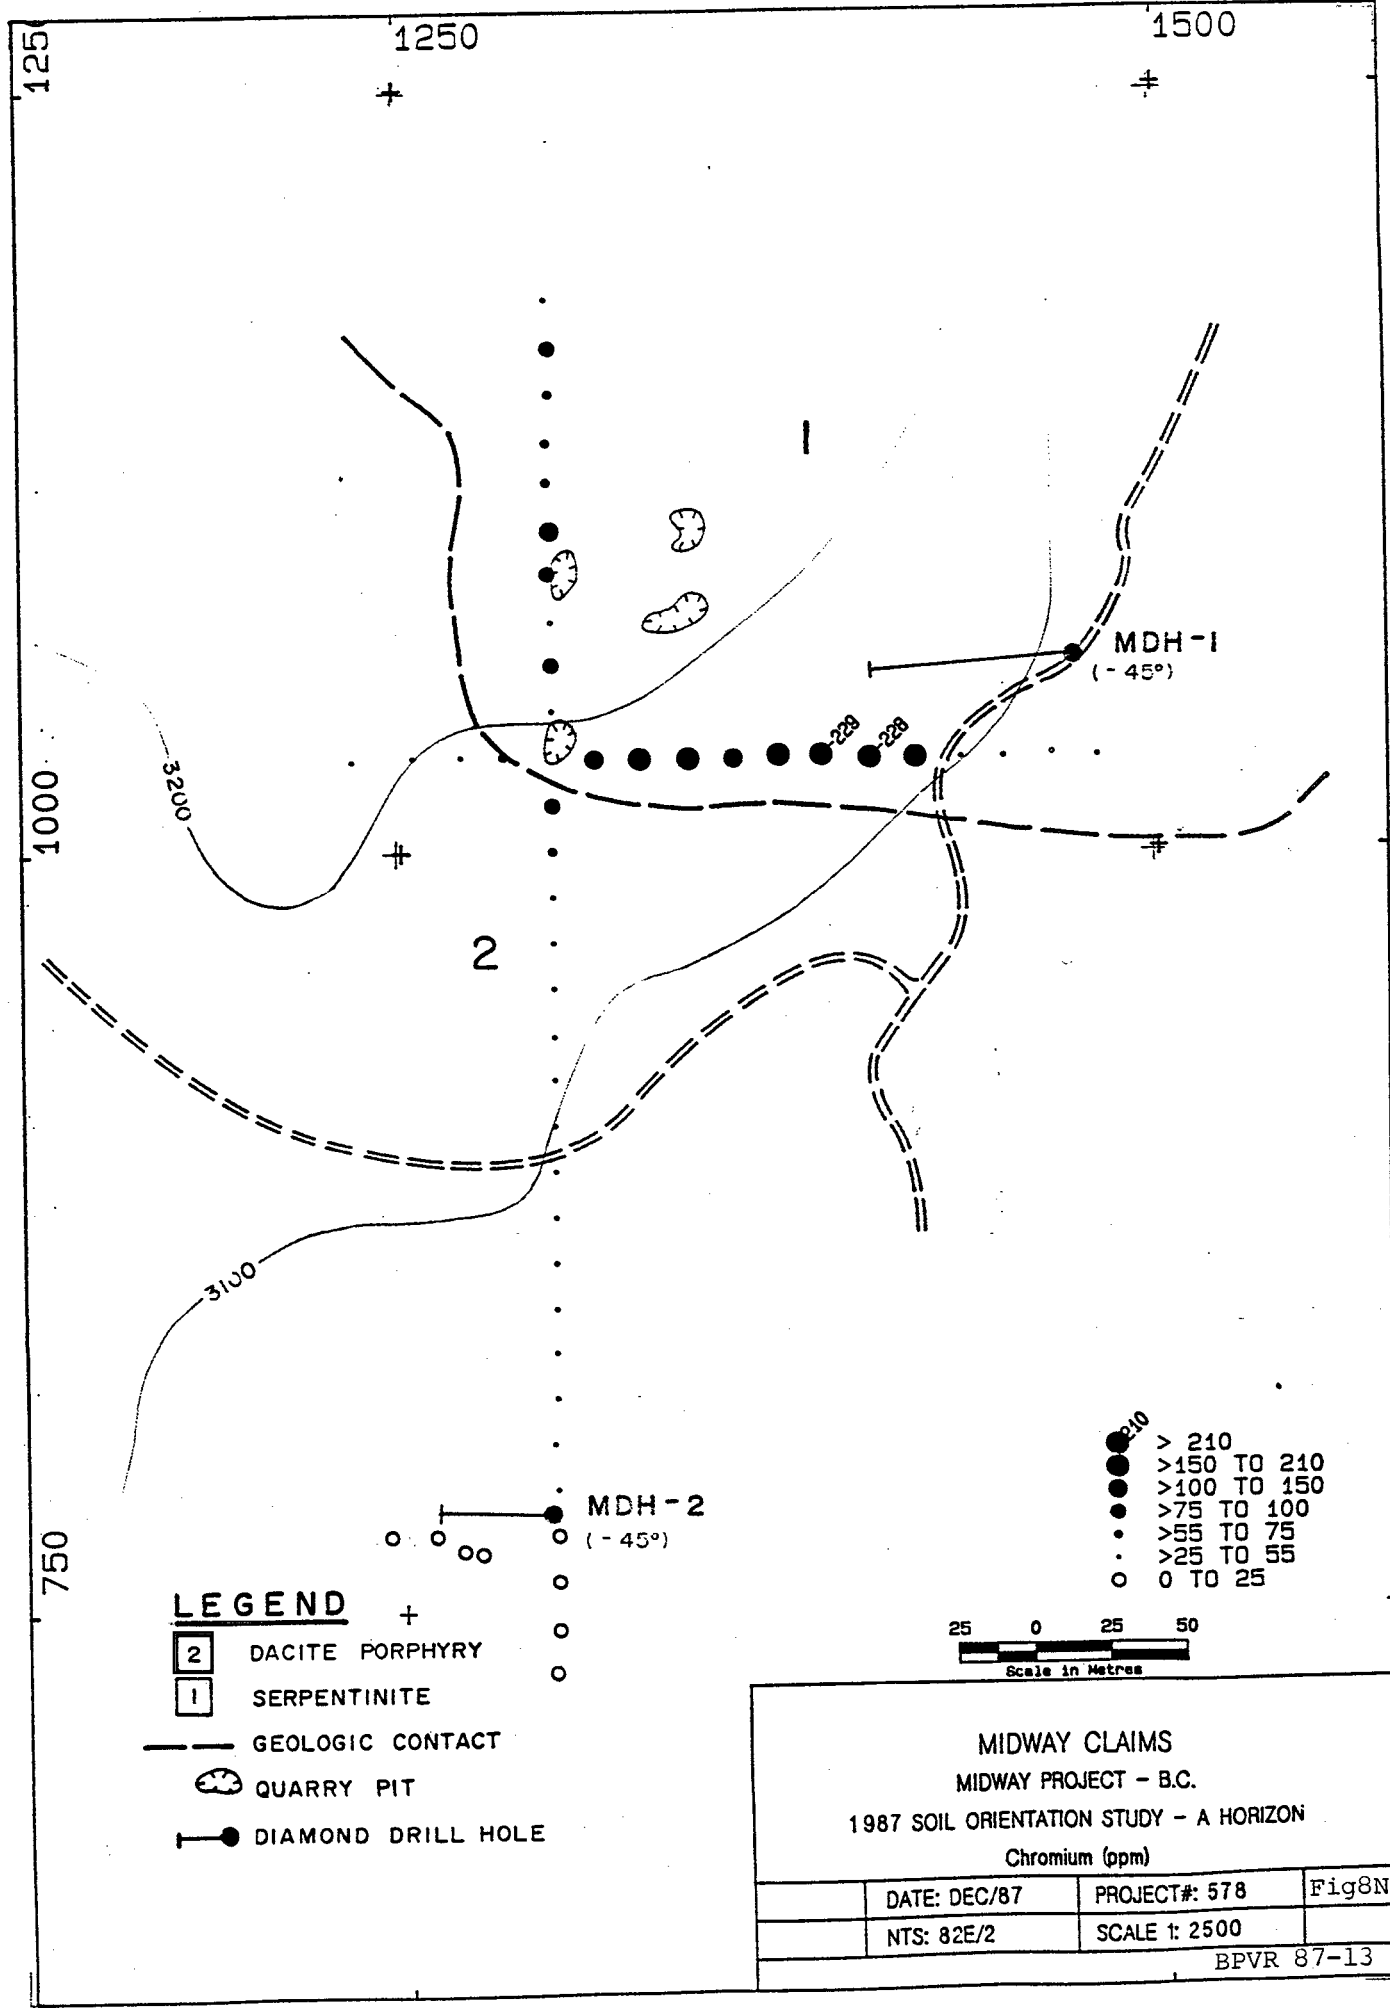 1250
1500
125
1
MDH-1
(-45°)
-229
-228
3200
1000
2
3100
MDH-2
(-45°)
750
210
> 210
>150 TO 210
>100 TO 150
>75 TO 100
>55 TO 75
>25 TO 55
0 TO 25
25 0 25 50
Scale in Metres
LEGEND
2 DACITE PORPHYRY
1 SERPENTINITE
GEOLOGIC CONTACT
QUARRY PIT
DIAMOND DRILL HOLE
MIDWAY CLAIMS
MIDWAY PROJECT - B.C.
1987 SOIL ORIENTATION STUDY - A HORIZON
Chromium (ppm)
DATE: DEC/87 PROJECT#: 578 Fig8N
NTS: 82E/2 SCALE 1: 2500
BPVR 87-13